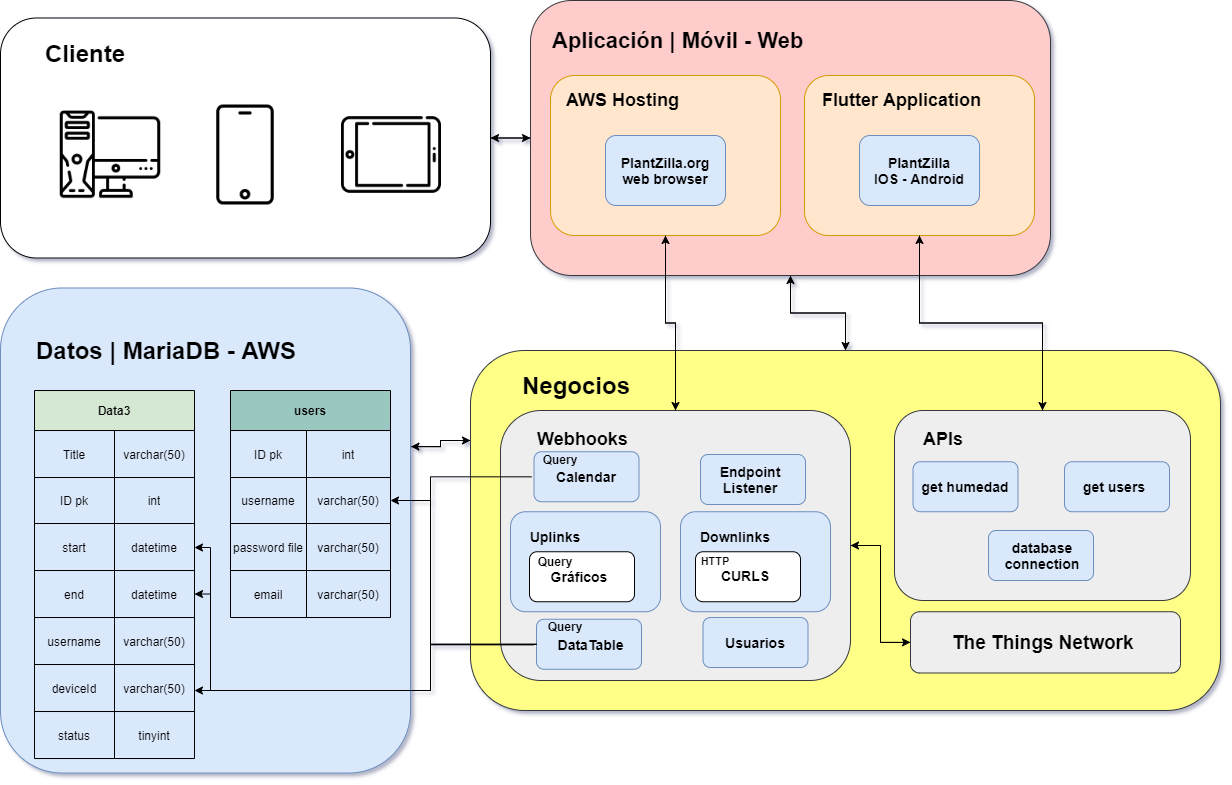 Cliente
Aplicación | Móvil - Web
AWS Hosting
PlantZilla.org
web browser
Flutter Application
PlantZilla
IOS - Android
Datos | MariaDB - AWS
Data3
Title varchar(50)
ID pk int
start datetime
end datetime
username varchar(50)
deviceId varchar(50)
status tinyint
users
ID pk int
username varchar(50)
password file varchar(50)
email varchar(50)
Negocios
Webhooks
Query
Calendar
Endpoint
Listener
Uplinks
Query
Gráficos
Downlinks
HTTP
CURLS
Query
DataTable
Usuarios
APIs
get humedad
get users
database
connection
The Things Network